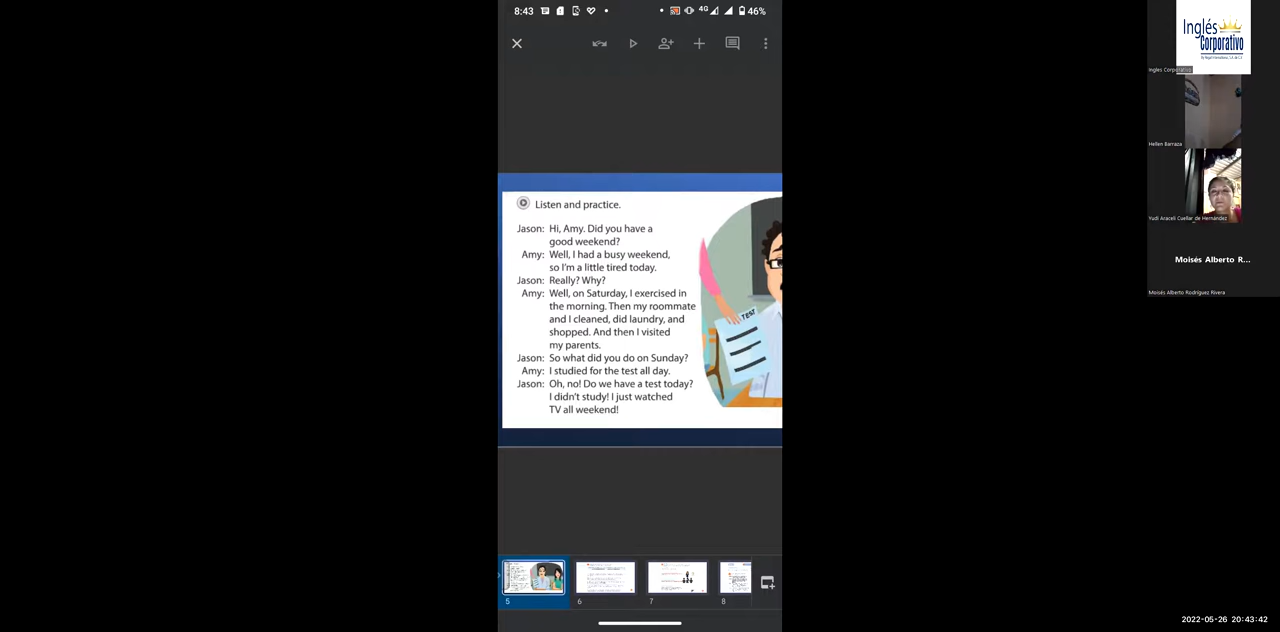 8:43
4G
46%
Listen and practice.
Jason: Hi, Amy. Did you have a
good weekend?
Amy: Well, I had a busy weekend,
so I'm a little tired today.
Jason: Really? Why?
Amy: Well, on Saturday, I exercised in
the morning. Then my roommate
and I cleaned, did laundry, and
shopped. And then I visited
my parents.
Jason: So what did you do on Sunday?
Amy: I studied for the test all day.
Jason: Oh, no! Do we have a test today?
I didn't study! I just watched
TV all weekend!
TEST
5
6
7
8
Inglés
Corporativo
Ingles Corporativo
Hellen Barraza
Yudi Araceli Cuellar de Hernández
Moisés Alberto R...
Moisés Alberto Rodríguez Rivera
2022-05-26 20:43:42